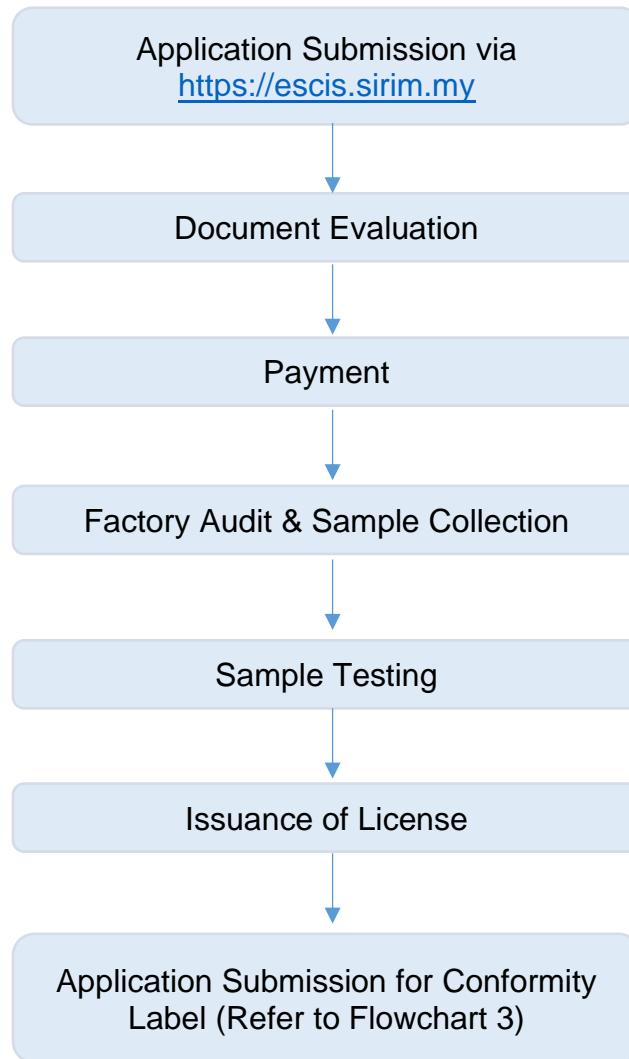 Application Submission via
https://escis.sirim.my
Document Evaluation
Payment
Factory Audit & Sample Collection
Sample Testing
Issuance of License
Application Submission for Conformity
Label (Refer to Flowchart 3)